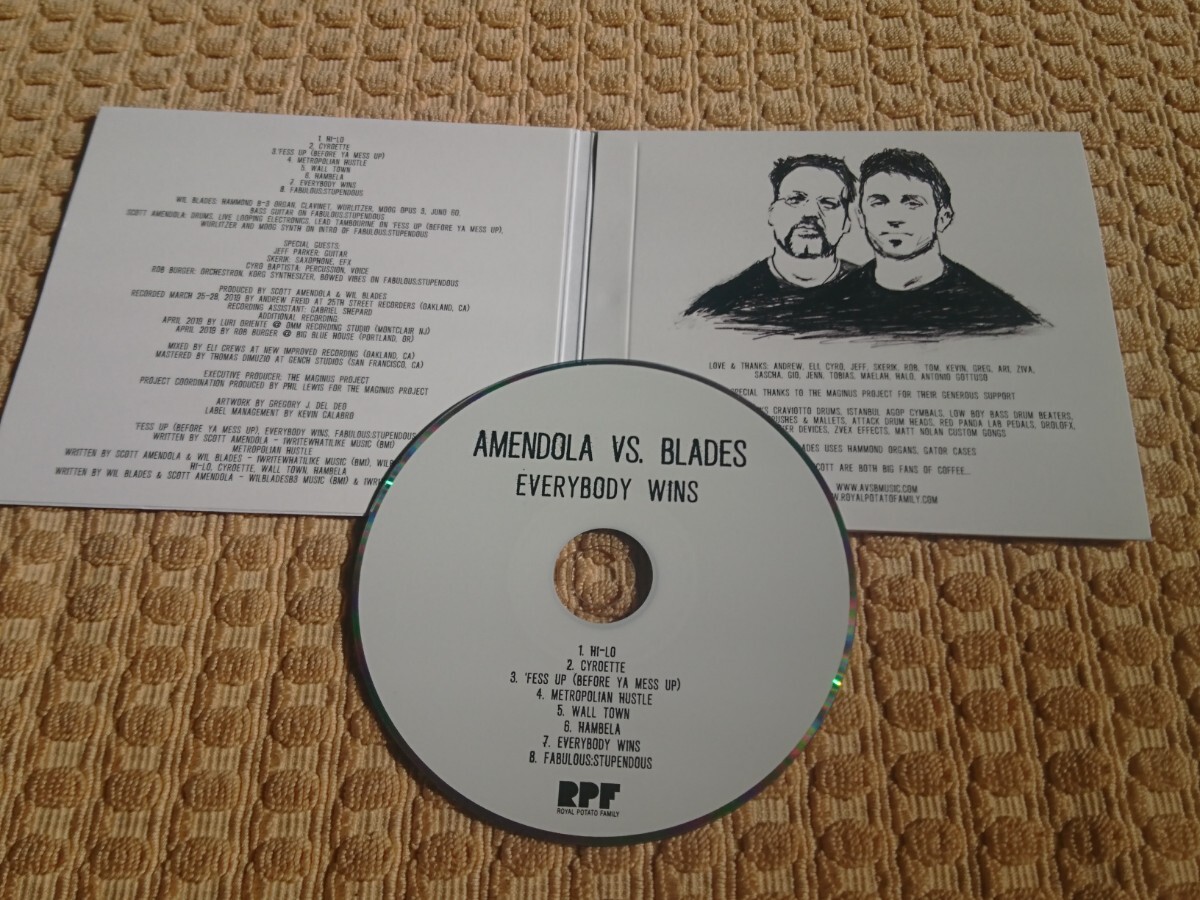 1. HI-LO
2. CYROETTE
3. 'FESS UP (BEFORE YA MESS UP)
4. METROPOLIAN HUSTLE
5. WALL TOWN
6. HAMBELA
7. EVERYBODY WINS
8. FABULOUS:STUPENDOUS
WIL BLADES: HAMMOND B-3 ORGAN, CLAVINET, WURLITZER, MOOG OPUS 3, JUNO 60,
BASS GUITAR ON FABULOUS:STUPENDOUS
SCOTT AMENDOLA: DRUMS, LIVE LOOPING ELECTRONICS, LEAD TAMBOURINE ON 'FESS UP (BEFORE YA MESS UP),
WURLITZER AND MOOG SYNTH ON INTRO OF FABULOUS:STUPENDOUS
SPECIAL GUESTS:
JEFF PARKER: GUITAR
SKERIK: SAXOPHONE, EFX
CYRO BAPTISTA: PERCUSSION, VOICE
ROB BURGER: ORCHESTRON, KORG SYNTHESIZER, BOWED VIBES ON FABULOUS:STUPENDOUS
PRODUCED BY SCOTT AMENDOLA & WIL BLADES
RECORDED MARCH 25-28, 2019 BY ANDREW FREID AT 25TH STREET RECORDERS (OAKLAND, CA)
RECORDING ASSISTANT: GABRIEL SHEPARD
ADDITIONAL RECORDING:
APRIL 2019 BY LORI ORIENTE @ DMM RECORDING STUDIO (MONTCLAIR, NJ)
APRIL 2019 BY ROB BURGER @ BIG BLUE HOUSE (PORTLAND, OR)
MIXED BY ELI CREWS AT NEW IMPROVED RECORDING (OAKLAND, CA)
MASTERED BY THOMAS DIMUZIO AT GENCH STUDIOS (SAN FRANCISCO, CA)
EXECUTIVE PRODUCER: THE MAGINUS PROJECT
PROJECT COORDINATION PRODUCED BY PHIL LEWIS FOR THE MAGINUS PROJECT
ARTWORK BY GREGORY J. DEL DEO
LABEL MANAGEMENT BY KEVIN CALABRO
'FESS UP (BEFORE YA MESS UP), EVERYBODY WINS, FABULOUS:STUPENDOUS
WRITTEN BY SCOTT AMENDOLA - IWRITEWHATILIKE MUSIC (BMI)
METROPOLIAN HUSTLE
WRITTEN BY SCOTT AMENDOLA & WIL BLADES - IWRITEWHATILIKE MUSIC (BMI),
HI-LO, CYROETTE, WALL TOWN, HAMBELA
WRITTEN BY WIL BLADES & SCOTT AMENDOLA - WILBLADESB3 MUSIC (BMI) &
LOVE & THANKS: ANDREW, ELI, CYRO, JEFF, SKERIK, ROB, TOM, KEVIN, GREG, ARI, ZIVA,
SASCHA, GIO, JENN, TOBIAS, MAELAH, HALO, ANTONIO GOTTUSO
SPECIAL THANKS TO THE MAGINUS PROJECT FOR THEIR GENEROUS SUPPORT
CRAVIOTTO DRUMS, ISTANBUL AGOP CYMBALS, LOW BOY BASS DRUM BEATERS,
BRUSHES & MALLETS, ATTACK DRUM HEADS, RED PANDA LAB PEDALS, DROLOFX,
DEVICES, ZVEX EFFECTS, MATT NOLAN CUSTOM GONGS
USES HAMMOND ORGANS, GATOR CASES
SCOTT ARE BOTH BIG FANS OF COFFEE...
WWW.AVSBMUSIC.COM
ROYALPOTATOFAMILY.COM
AMENDOLA VS. BLADES
EVERYBODY WINS
1. HI-LO
2. CYROETTE
3. 'FESS UP (BEFORE YA MESS UP)
4. METROPOLIAN HUSTLE
5. WALL TOWN
6. HAMBELA
7. EVERYBODY WINS
8. FABULOUS:STUPENDOUS
RPF
ROYAL POTATO FAMILY